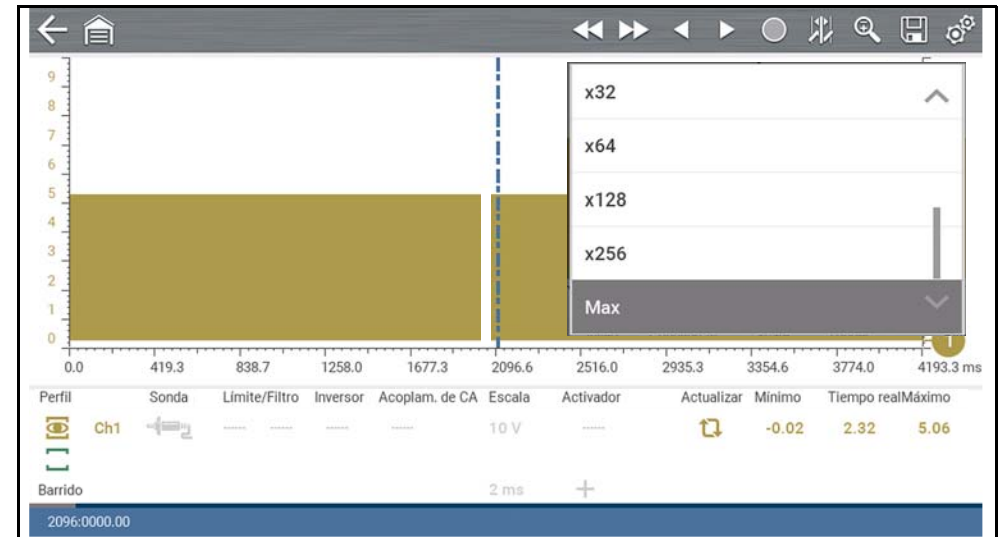 9
8
7
6
5
4
3
2
1
0
x32
x64
x128
x256
Max
0.0 419.3 838.7 1258.0 1677.3 2096.6 2516.0 2935.3 3354.6 3774.0 4193.3 ms
Perfil Sonda Límite/Filtro Inversor Acoplam. de CA Escala Activador Actualizar Mínimo Tiempo real Máximo
Ch1 ----- ----- ----- ----- 10 V ----- -0.02 2.32 5.06
Barrido 2 ms +
2096:0000.00